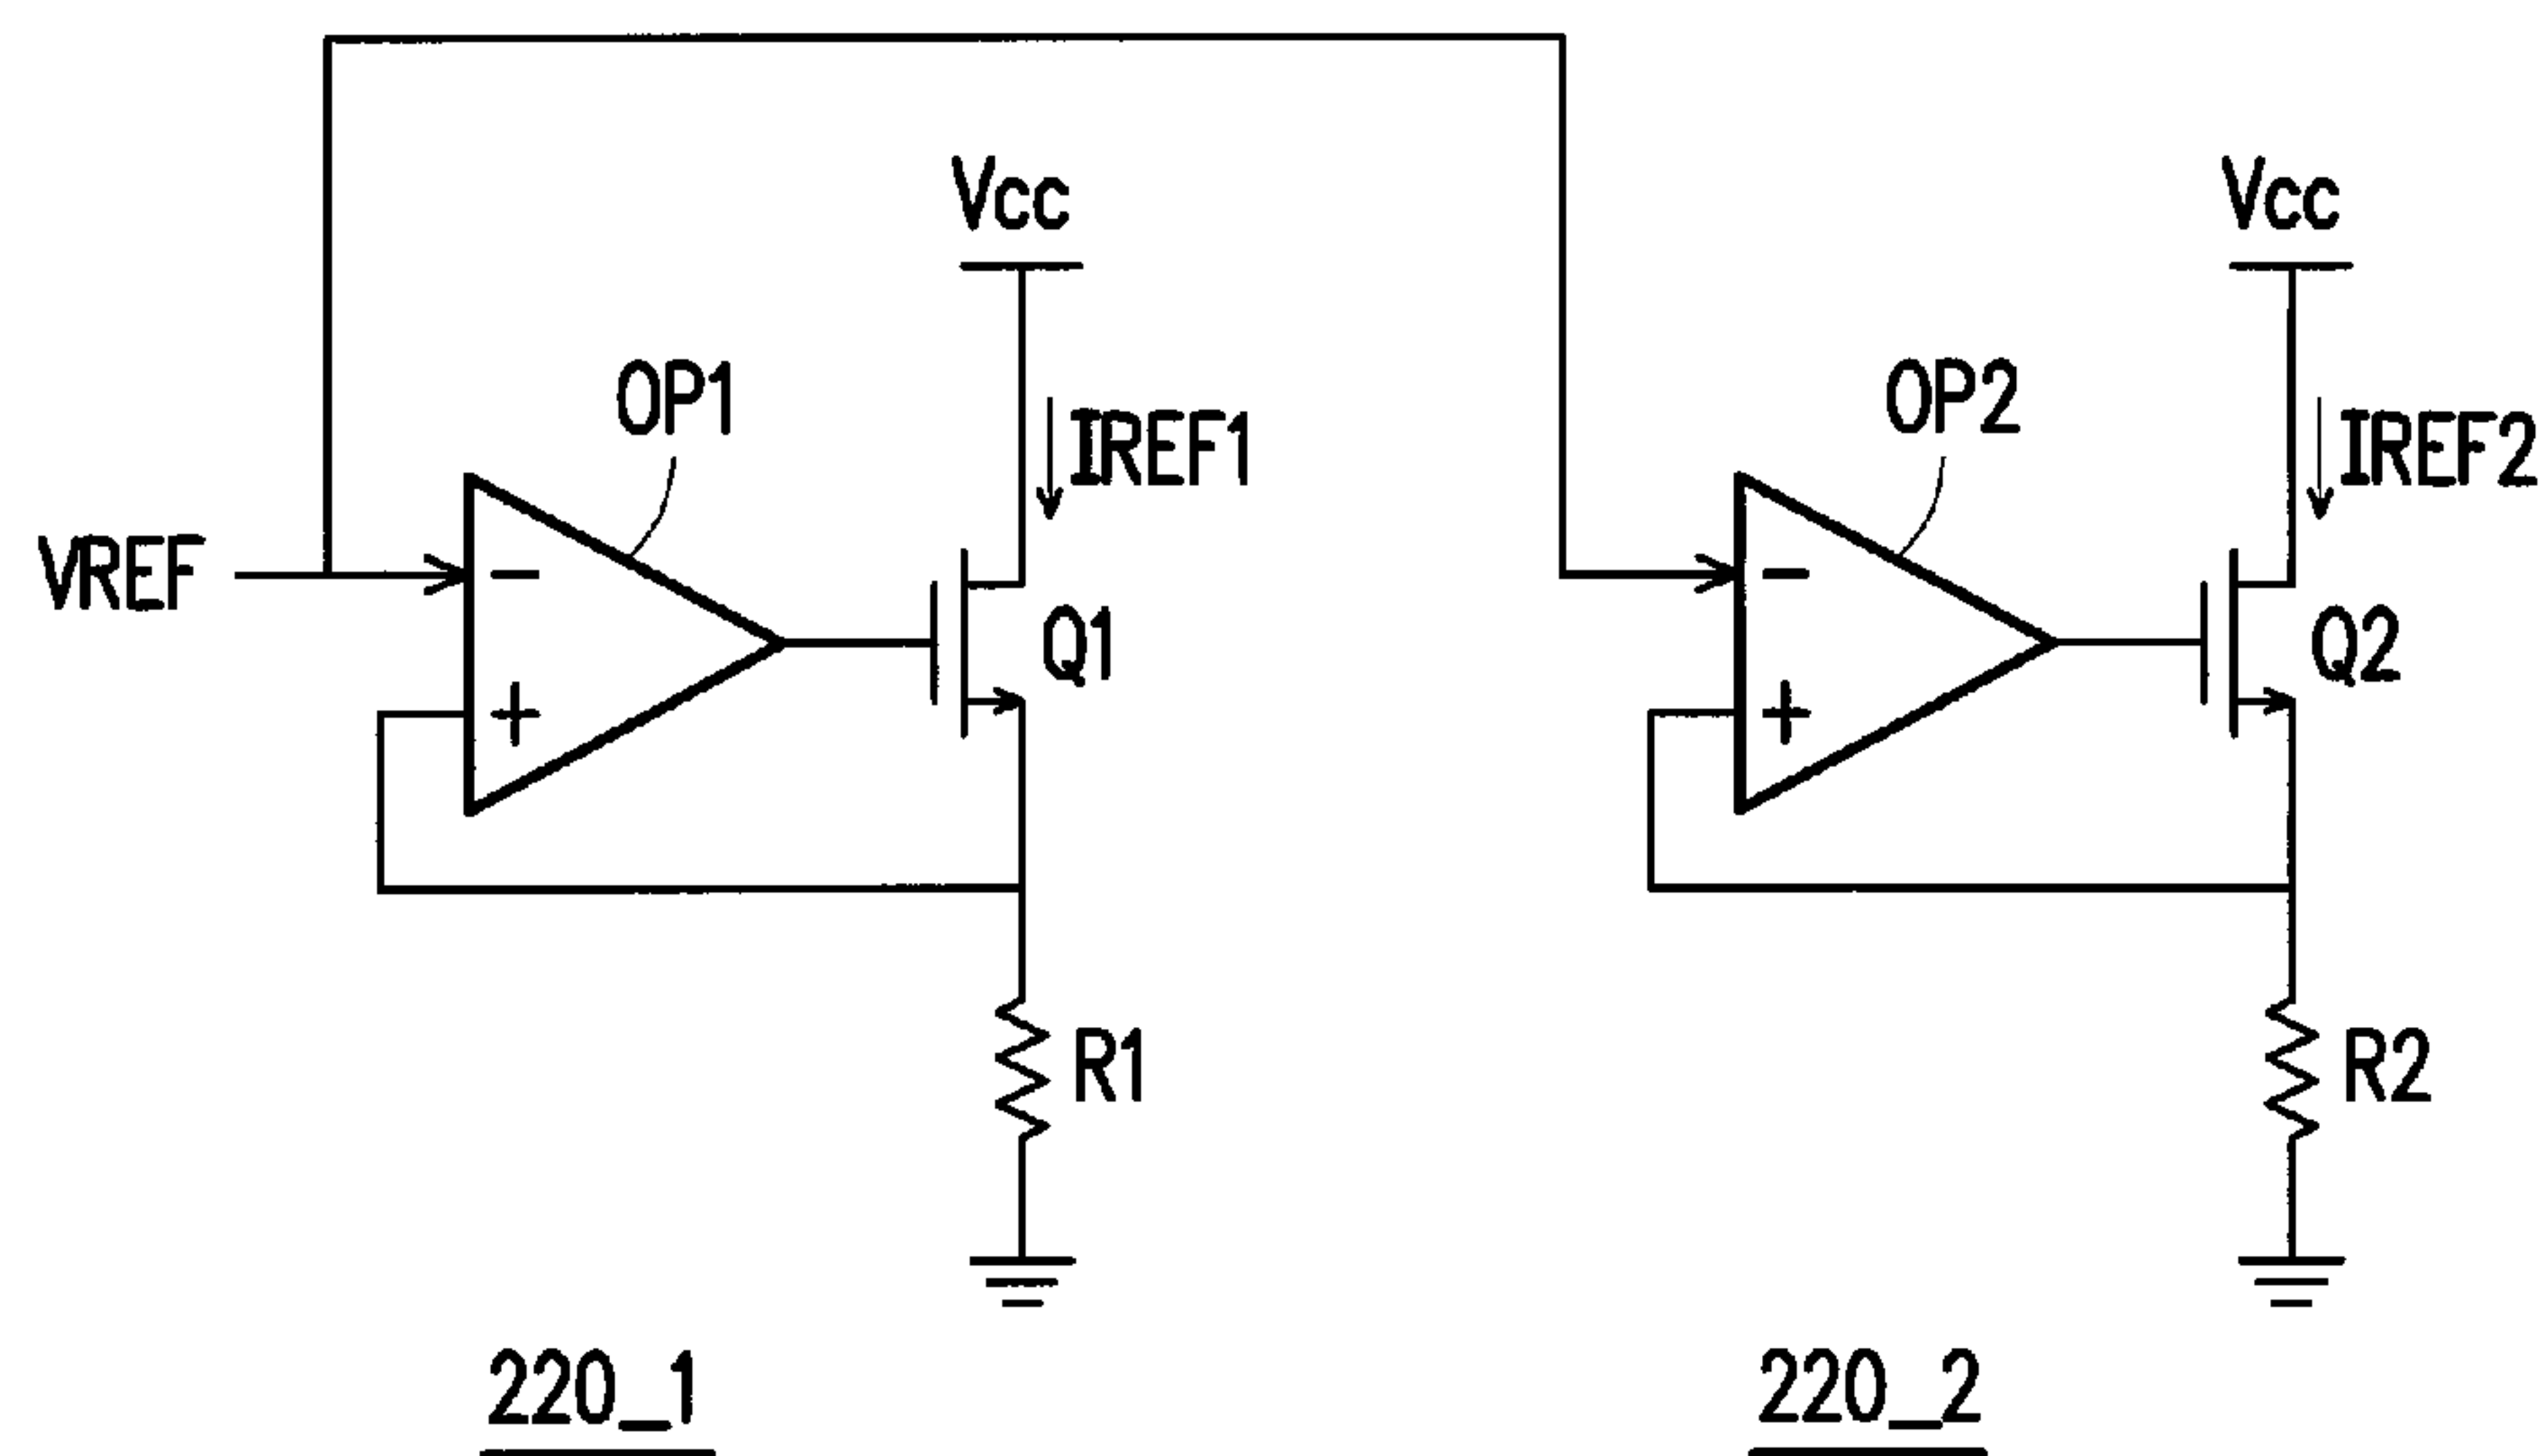 Vcc
Vcc
OP1
OP2
IREF1
IREF2
VREF
−
−
Q1
Q2
+
+
R1
R2
220_1
220_2